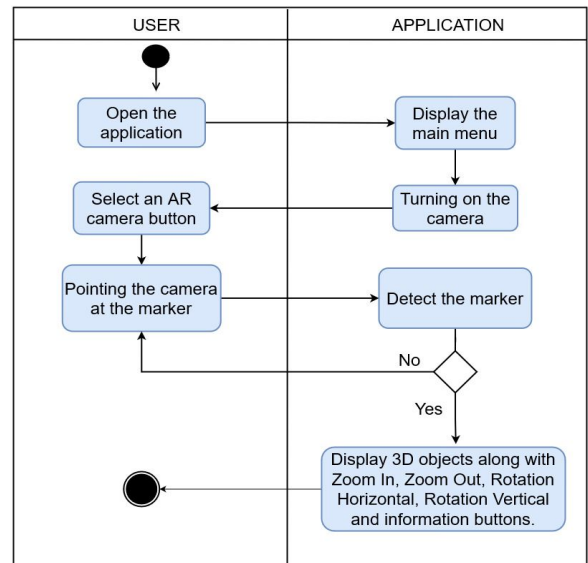 USER
APPLICATION
Open the
application
Display the
main menu
Select an AR
camera button
Turning on the
camera
Pointing the camera
at the marker
Detect the marker
No
Yes
Display 3D objects along with
Zoom In, Zoom Out, Rotation
Horizontal, Rotation Vertical
and information buttons.